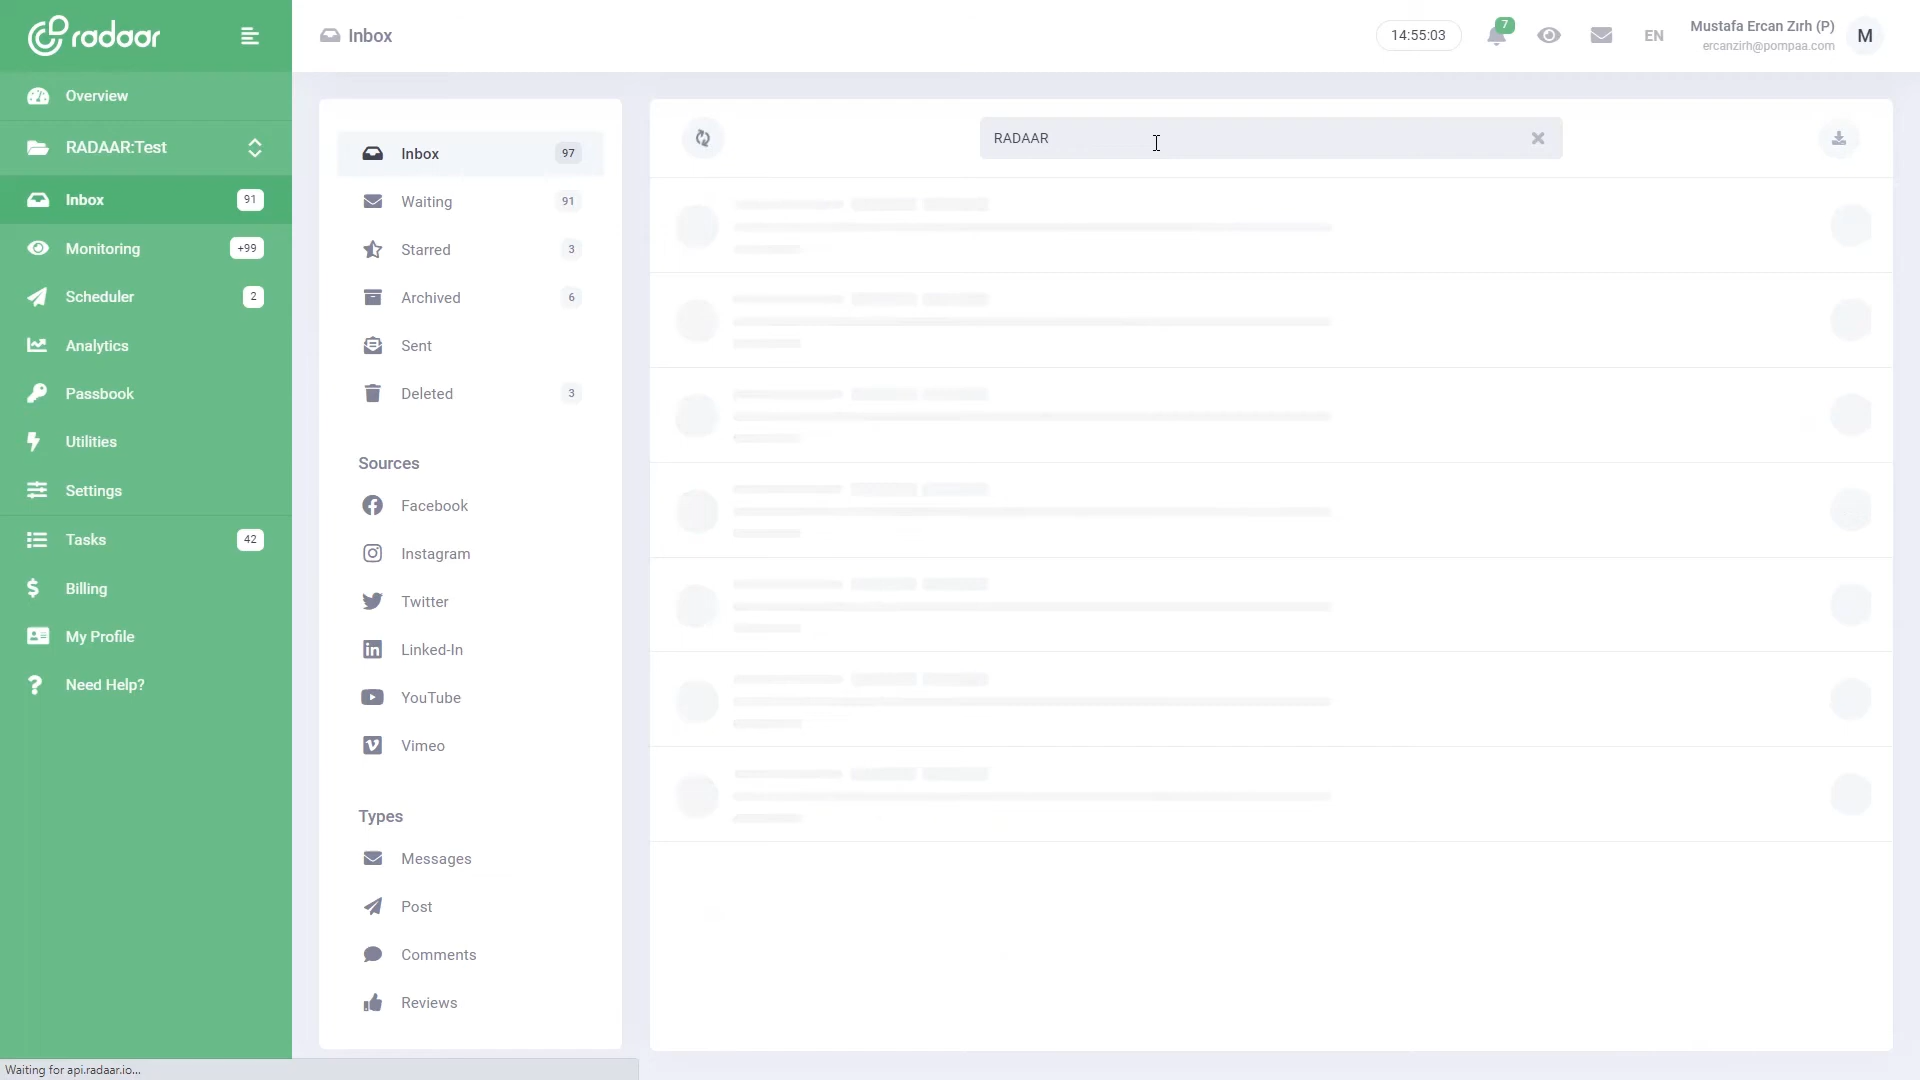 radaar
Overview
RADAAR:Test
Inbox 91
Monitoring +99
Scheduler 2
Analytics
Passbook
Utilities
Settings
Tasks 42
Billing
My Profile
Need Help?
Inbox
14:55:03
7
EN
Mustafa Ercan Zırh (P)
ercanzirh@pompaa.com
M
Inbox 97
Waiting 91
Starred 3
Archived 6
Sent
Deleted 3
Sources
Facebook
Instagram
Twitter
Linked-In
YouTube
Vimeo
Types
Messages
Post
Comments
Reviews
RADAAR
Waiting for api.radaar.io...